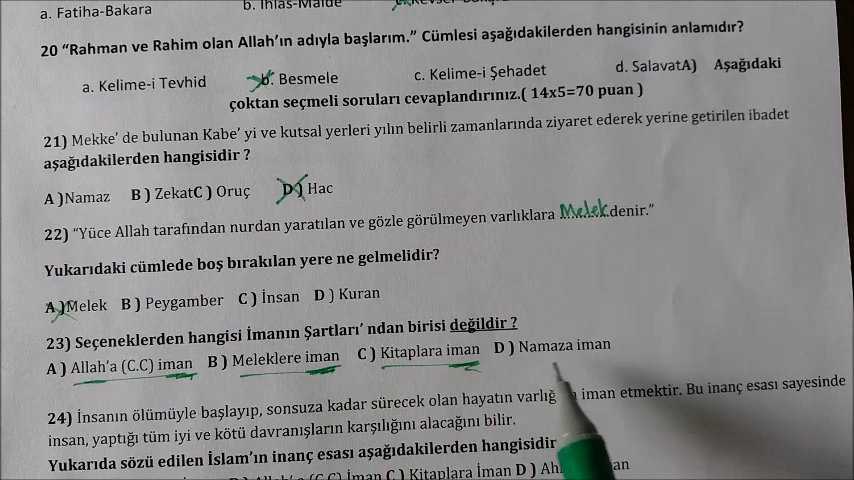 a. Fatiha-Bakara b. İhlas-Maide
20 “Rahman ve Rahim olan Allah’ın adıyla başlarım.” Cümlesi aşağıdakilerden hangisinin anlamıdır?
a. Kelime-i Tevhid b. Besmele c. Kelime-i Şehadet d. SalavatA) Aşağıdaki
çoktan seçmeli soruları cevaplandırınız.( 14x5=70 puan )
21) Mekke’ de bulunan Kabe’ yi ve kutsal yerleri yılın belirli zamanlarında ziyaret ederek yerine getirilen ibadet
aşağıdakilerden hangisidir ?
A )Namaz B ) ZekatC ) Oruç D ) Hac
22) “Yüce Allah tarafından nurdan yaratılan ve gözle görülmeyen varlıklara Melek denir.”
Yukarıdaki cümlede boş bırakılan yere ne gelmelidir?
A )Melek B ) Peygamber C ) İnsan D ) Kuran
23) Seçeneklerden hangisi İmanın Şartları’ ndan birisi değildir ?
A ) Allah’a (C.C) iman B ) Meleklere iman C ) Kitaplara iman D ) Namaza iman
24) İnsanın ölümüyle başlayıp, sonsuza kadar sürecek olan hayatın iman etmektir. Bu inanç esası sayesinde
insan, yaptığı tüm iyi ve kötü davranışların karşılığını alacağını bilir.
Yukarıda sözü edilen İslam’ın inanç esası aşağıdakilerden hangisidir
(C.C) İman C ) Kitaplara İman D )